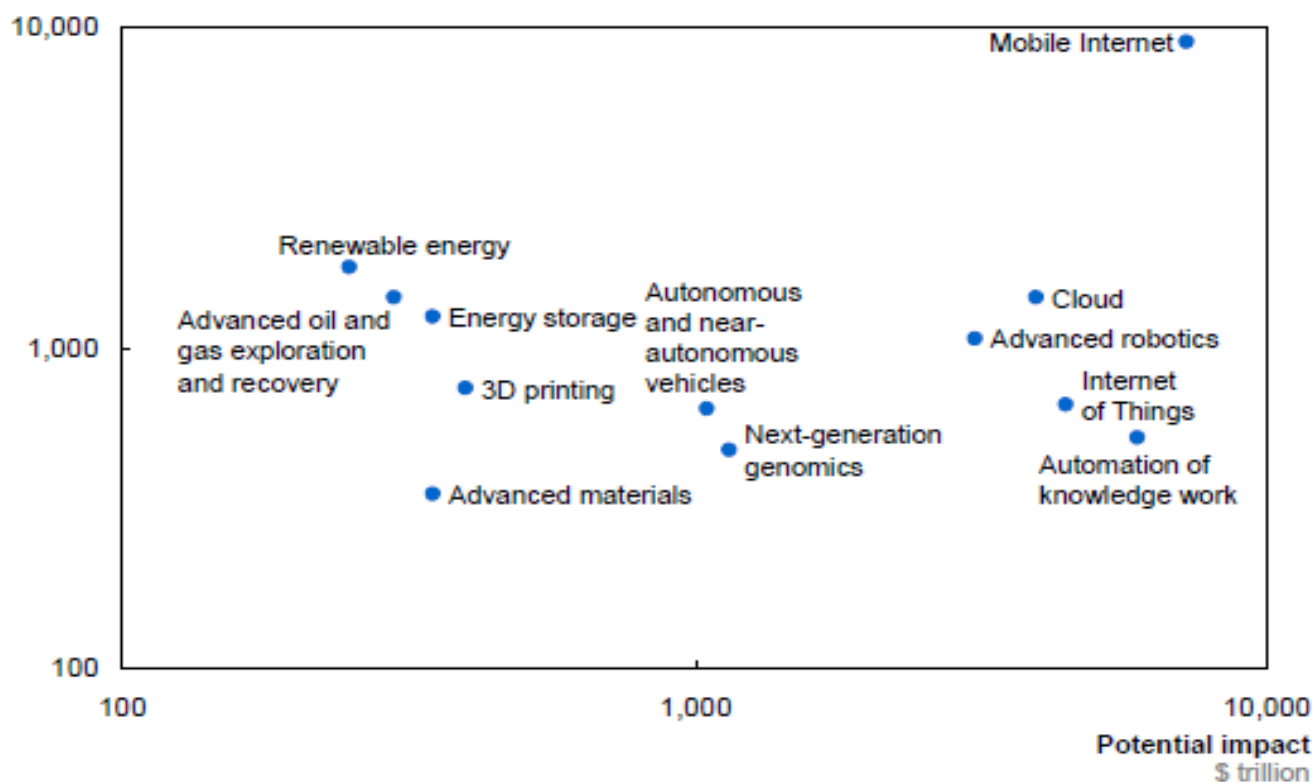 10,000
Mobile Internet
Renewable energy
Advanced oil and
gas exploration
and recovery
Energy storage
Autonomous
and near-
autonomous
vehicles
Cloud
Advanced robotics
1,000
3D printing
Internet
of Things
Next-generation
genomics
Automation of
knowledge work
Advanced materials
100
100
1,000
10,000
Potential impact
$ trillion